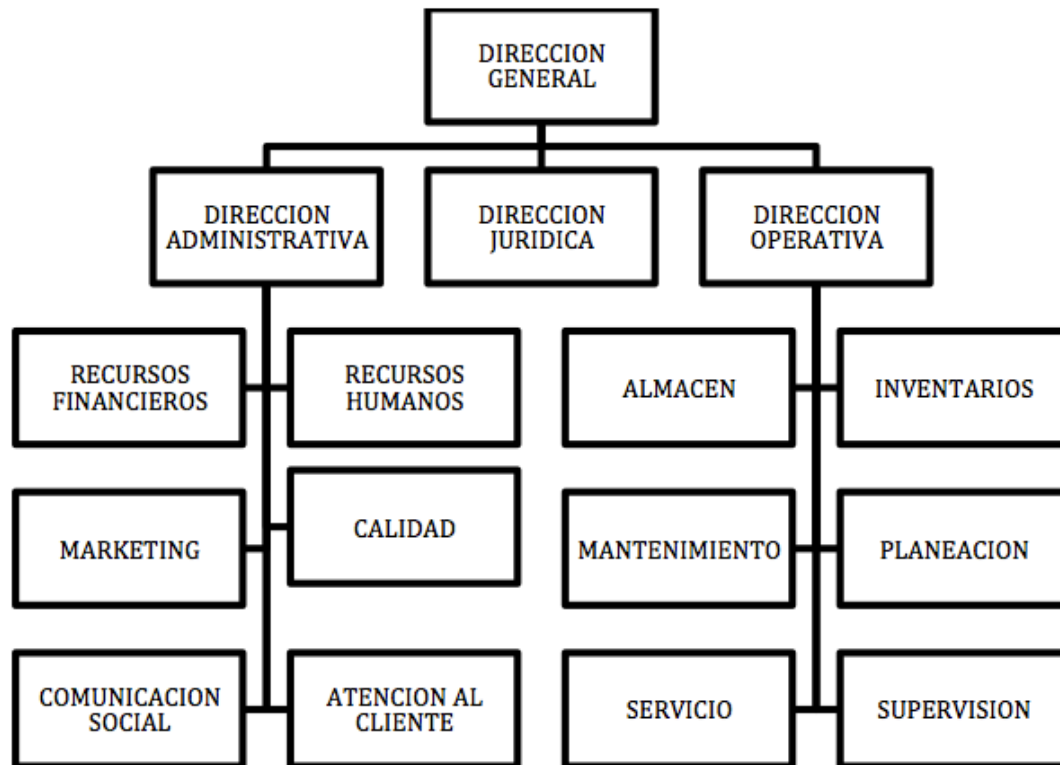 DIRECCION
GENERAL
DIRECCION
ADMINISTRATIVA
DIRECCION
JURIDICA
DIRECCION
OPERATIVA
RECURSOS
FINANCIEROS
RECURSOS
HUMANOS
ALMACEN
INVENTARIOS
MARKETING
CALIDAD
MANTENIMIENTO
PLANEACION
COMUNICACION
SOCIAL
ATENCION AL
CLIENTE
SERVICIO
SUPERVISION